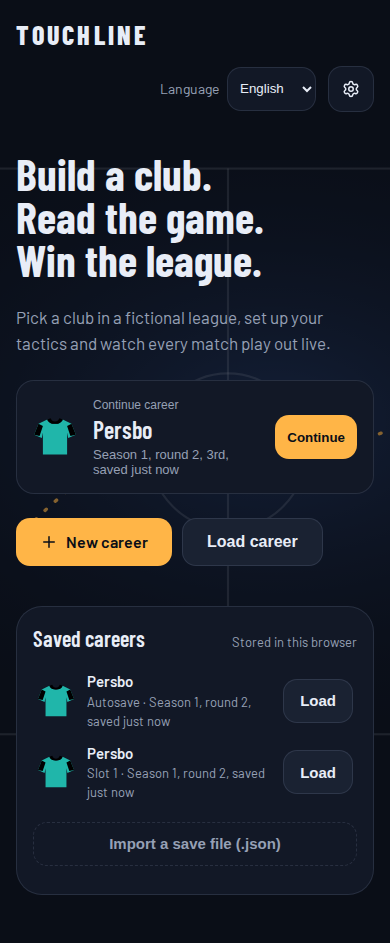 TOUCHLINE
Language
English
Build a club.
Read the game.
Win the league.
Pick a club in a fictional league, set up your
tactics and watch every match play out live.
Continue career
Persbo
Season 1, round 2, 3rd,
saved just now
Continue
New career
Load career
Saved careers
Stored in this browser
Persbo
Autosave · Season 1, round 2,
saved just now
Load
Persbo
Slot 1 · Season 1, round 2, saved
just now
Load
Import a save file (.json)